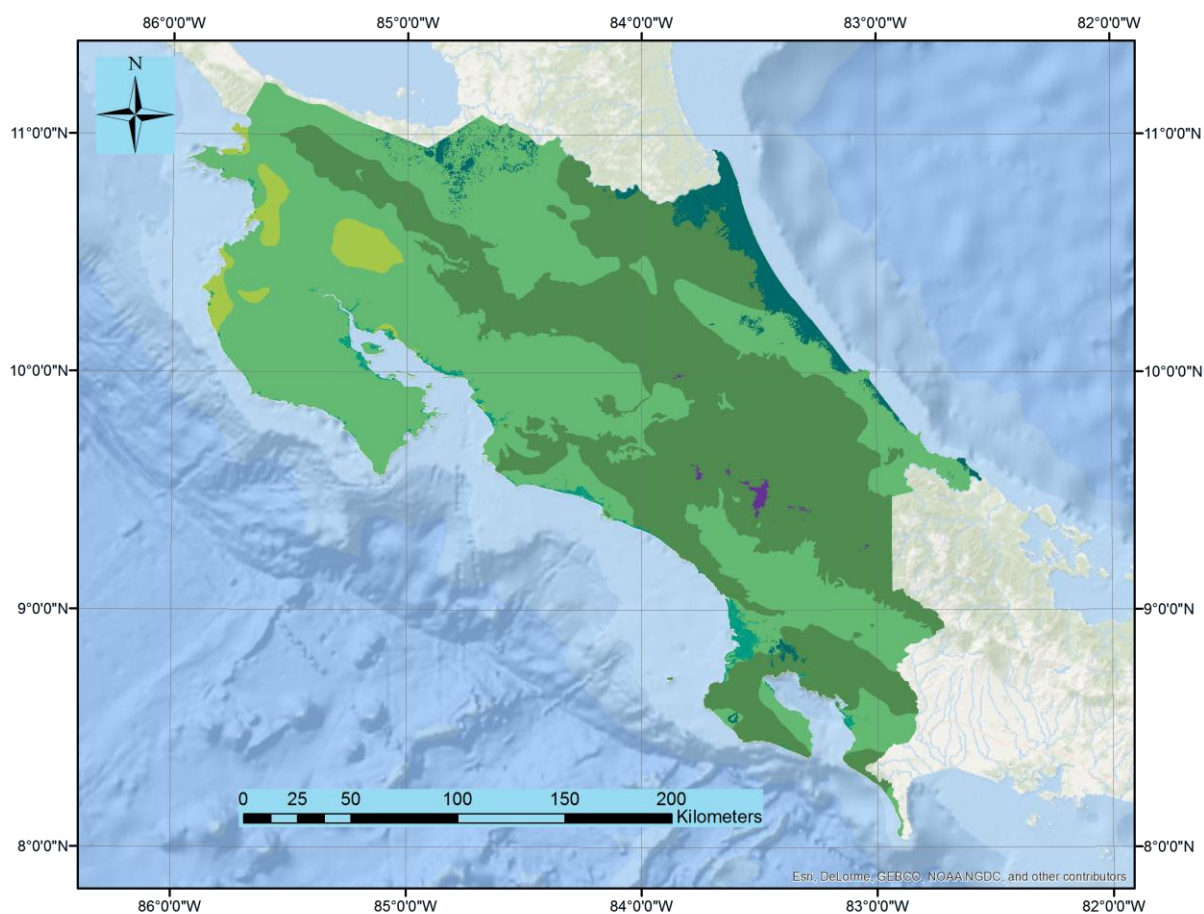 86°0'0"W 85°0'0"W 84°0'0"W 83°0'0"W 82°0'0"W
N
11°0'0"N 11°0'0"N
10°0'0"N 10°0'0"N
9°0'0"N 9°0'0"N
0 25 50 100 150 200
Kilometers
8°0'0"N 8°0'0"N
Esri, DeLorme, GEBCO, NOAA NGDC, and other contributors
86°0'0"W 85°0'0"W 84°0'0"W 83°0'0"W 82°0'0"W